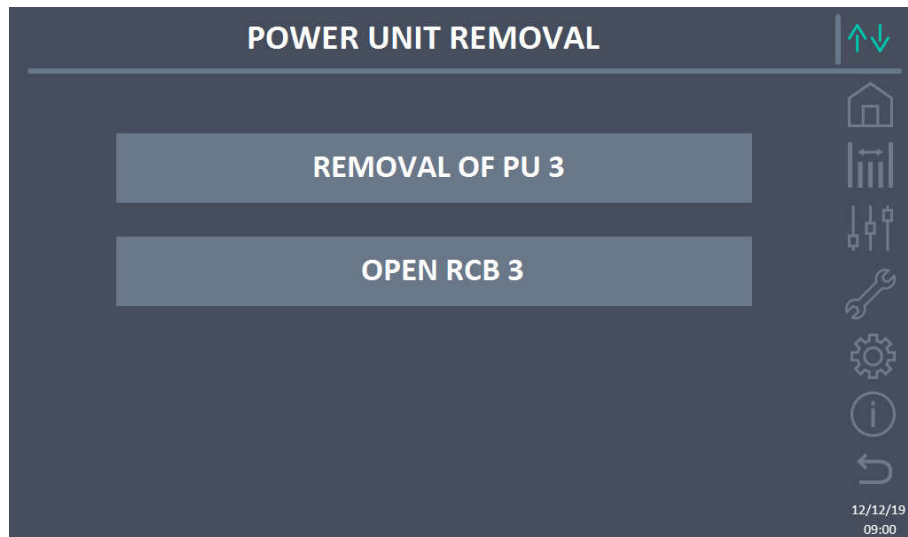 POWER UNIT REMOVAL
REMOVAL OF PU 3
OPEN RCB 3
12/12/19
09:00